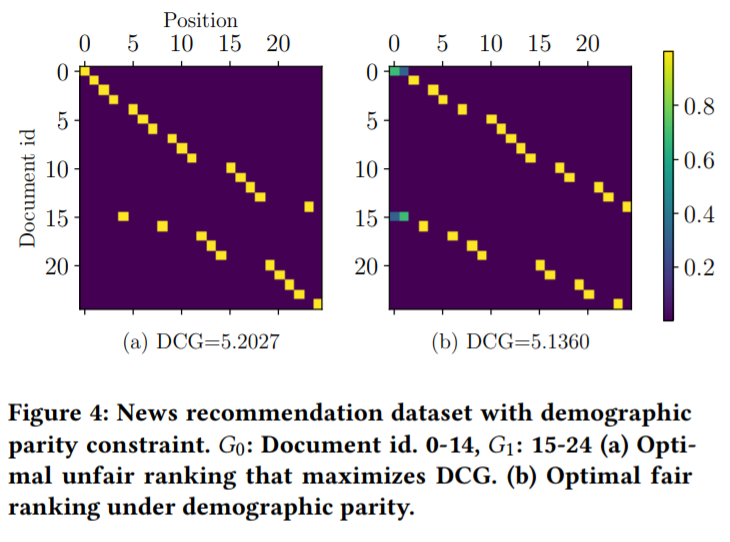 Position
0 5 10 15 20
0 5 10 15 20
Document id
0
5
10
15
20
0
5
10
15
20
0.8
0.6
0.4
0.2
(a) DCG=5.2027
(b) DCG=5.1360
Figure 4: News recommendation dataset with demographic
parity constraint. G₀: Document id. 0-14, G₁: 15-24 (a) Opti-
mal unfair ranking that maximizes DCG. (b) Optimal fair
ranking under demographic parity.